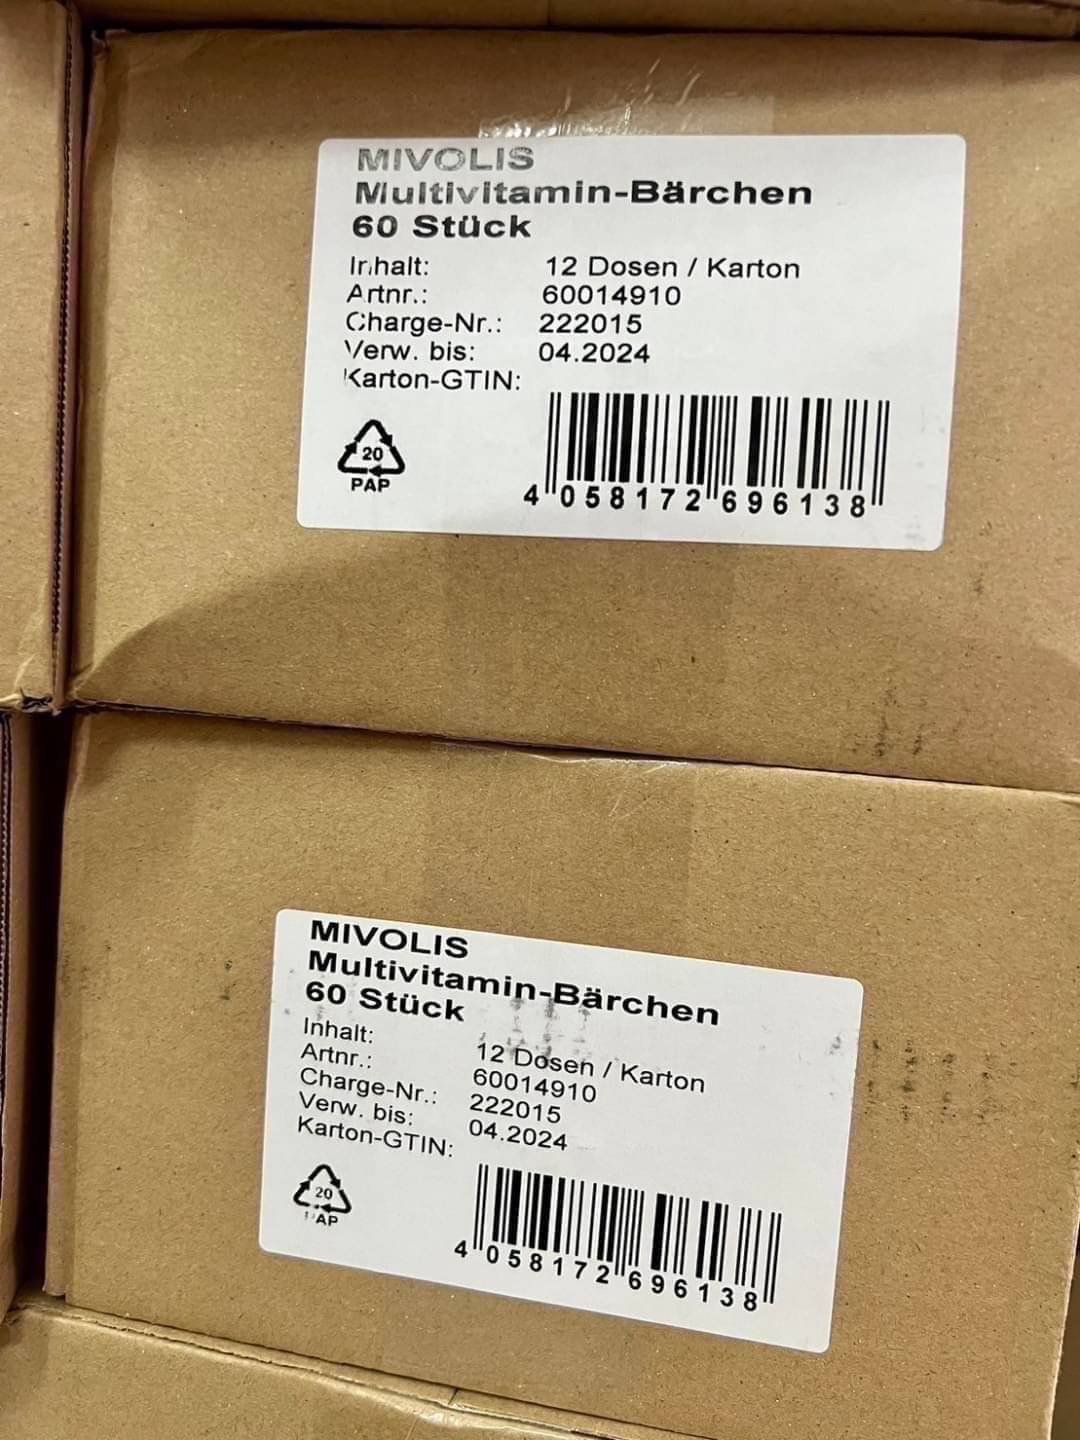 MIVOLIS
Multivitamin-Bärchen
60 Stück
Inhalt: 12 Dosen / Karton
Artnr.: 60014910
Charge-Nr.: 222015
Verw. bis: 04.2024
Karton-GTIN:
20
PAP
4 058172 696138
MIVOLIS
Multivitamin-Bärchen
60 Stück
Inhalt: 12 Dosen / Karton
Artnr.: 60014910
Charge-Nr.: 222015
Verw. bis: 04.2024
Karton-GTIN:
20
PAP
4 058172 696138